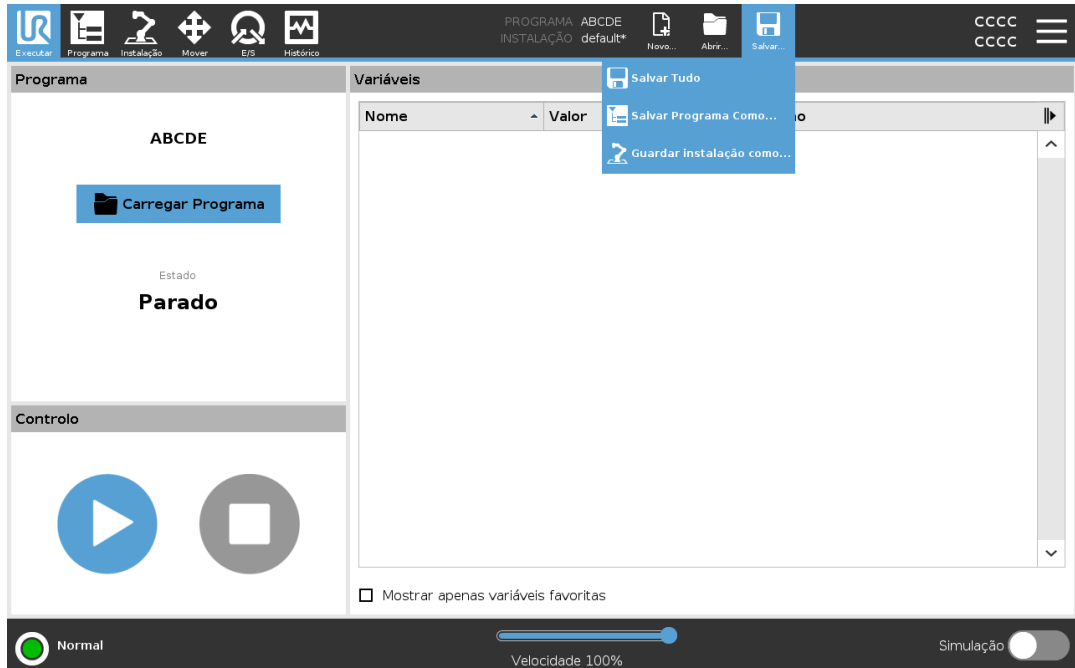 UR
Executar
Programa
Instalação
Mover
E/S
Histórico
PROGRAMA ABCDE
INSTALAÇÃO default*
Novo...
Abrir...
Salvar...
CCCC
CCCC
Salvar Tudo
Salvar Programa Como...
Guardar instalação como...
Programa
ABCDE
Carregar Programa
Estado
Parado
Controlo
Variáveis
Nome
Valor
Mostrar apenas variáveis favoritas
Normal
Velocidade 100%
Simulação